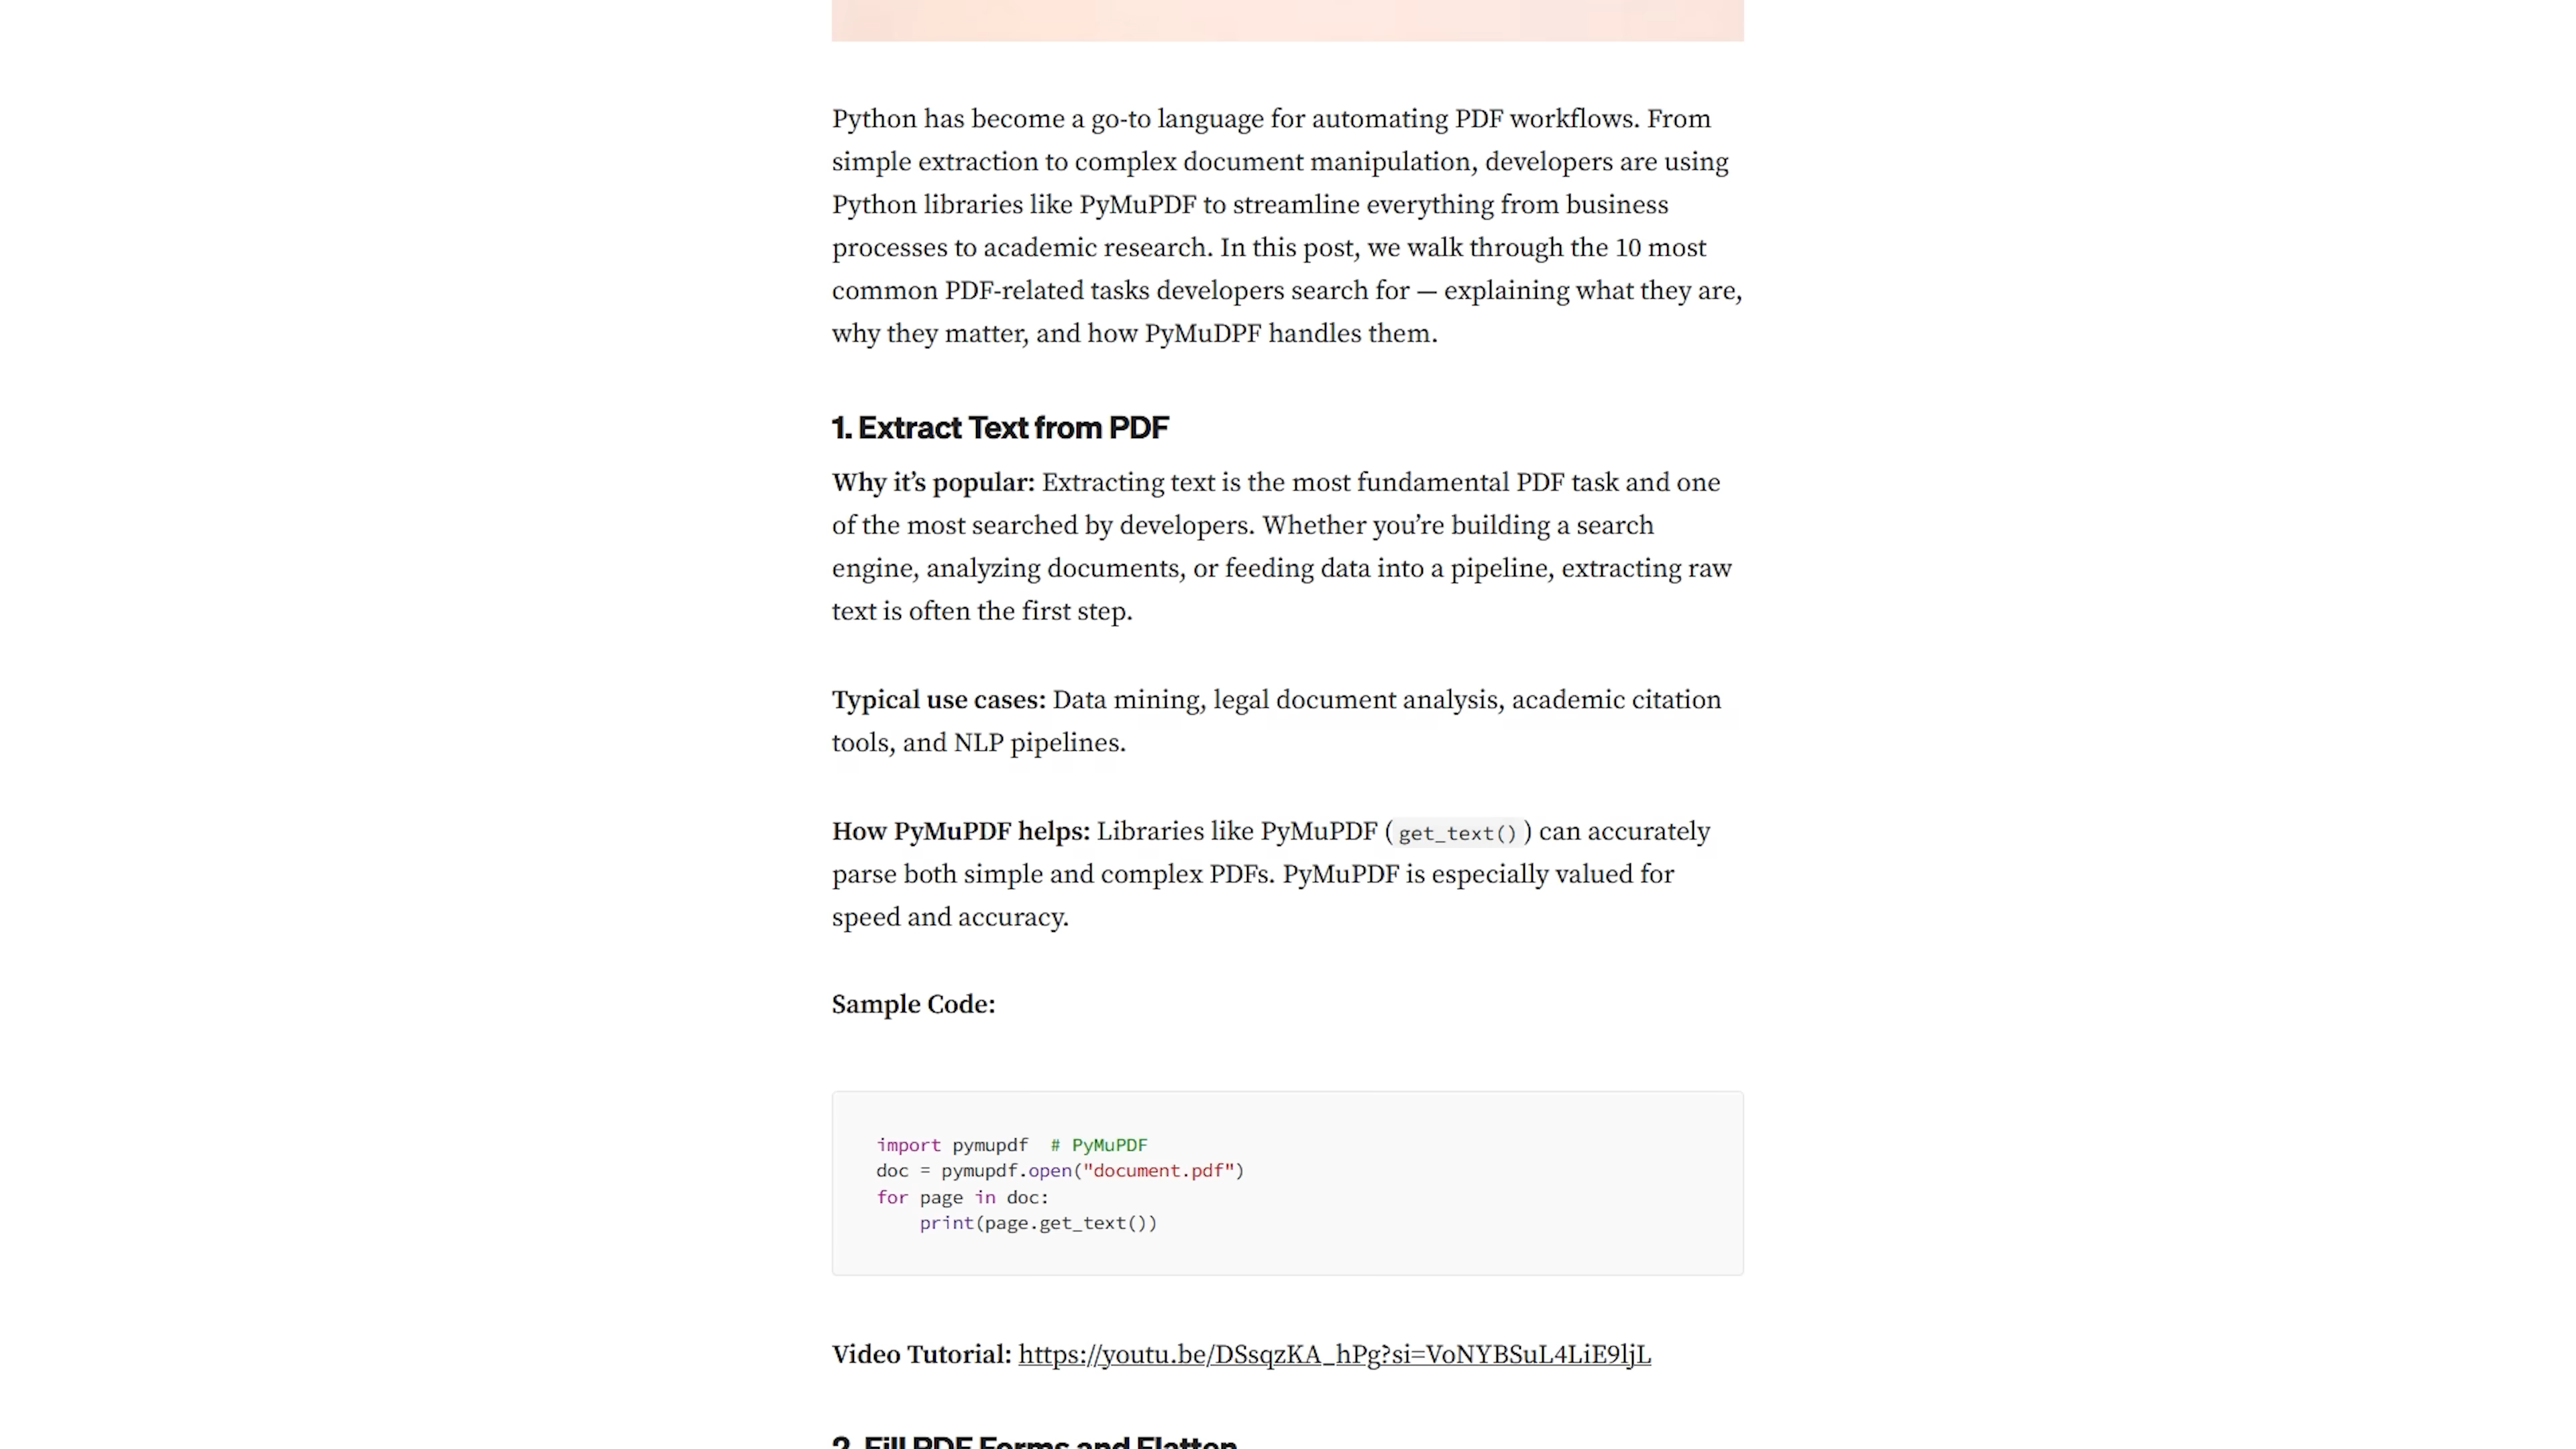 Python has become a go-to language for automating PDF workflows. From
simple extraction to complex document manipulation, developers are using
Python libraries like PyMuPDF to streamline everything from business
processes to academic research. In this post, we walk through the 10 most
common PDF-related tasks developers search for — explaining what they are,
why they matter, and how PyMuDPF handles them.
1. Extract Text from PDF
Why it’s popular: Extracting text is the most fundamental PDF task and one
of the most searched by developers. Whether you’re building a search
engine, analyzing documents, or feeding data into a pipeline, extracting raw
text is often the first step.
Typical use cases: Data mining, legal document analysis, academic citation
tools, and NLP pipelines.
How PyMuPDF helps: Libraries like PyMuPDF (get_text()) can accurately
parse both simple and complex PDFs. PyMuPDF is especially valued for
speed and accuracy.
Sample Code:
import pymupdf  # PyMuPDF
doc = pymupdf.open("document.pdf")
for page in doc:
    print(page.get_text())
Video Tutorial: https://youtu.be/DSsqzKA_hPg?si=VoNYBSuL4LiE9ljL
2. Fill PDF Forms and Flatten